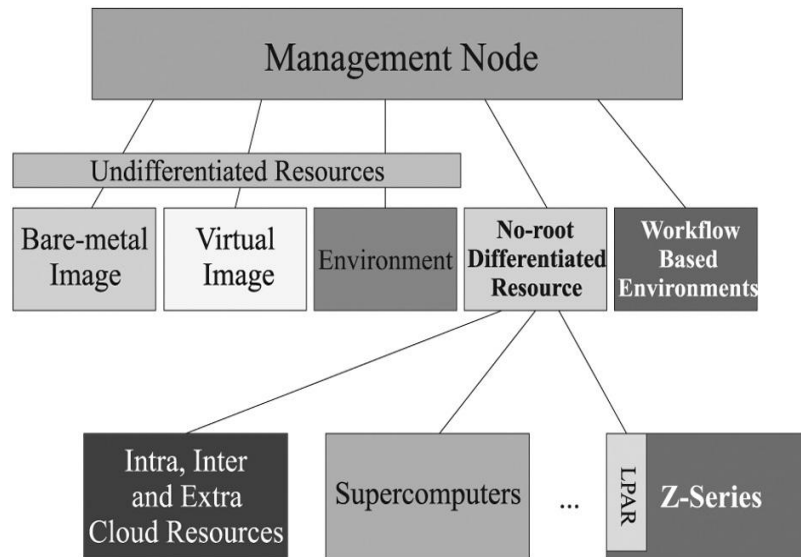 Management Node
Undifferentiated Resources
Bare-metal
Image
Virtual
Image
Environment
No-root
Differentiated
Resource
Workflow
Based
Environments
Intra, Inter
and Extra
Cloud Resources
Supercomputers
...
LPAR
Z-Series